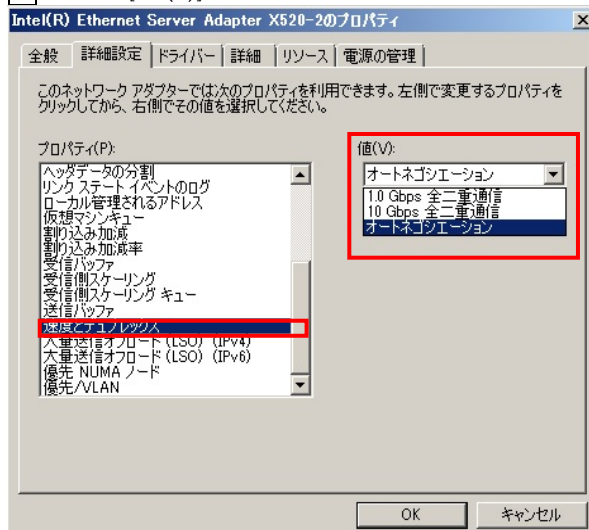 Intel(R) Ethernet Server Adapter X520-2のプロパティ
全般 詳細設定 ドライバー 詳細 リソース 電源の管理
このネットワーク アダプターでは次のプロパティを利用できます。左側で変更するプロパティを
クリックしてから、右側でその値を選択してください。
プロパティ(P):
ヘッダデータの分割
リンク ステート イベントのログ
ローカル管理されるアドレス
仮想マシンキュー
割り込み加減
割り込み加減率
受信バッファ
受信側スケーリング
受信側スケーリング キュー
送信バッファ
速度とデュプレックス
大量送信オフロード (LSO) (IPv4)
大量送信オフロード (LSO) (IPv6)
優先 NUMA ノード
優先/VLAN
値(V):
オートネゴシエーション
1.0 Gbps 全二重通信
10 Gbps 全二重通信
オートネゴシエーション
OK キャンセル